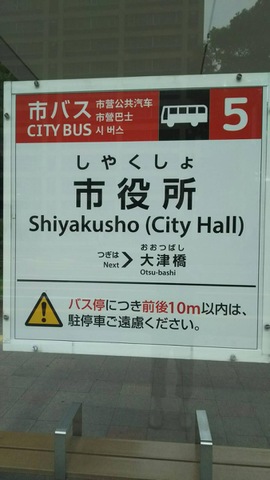 市バス 市营公共汽车
市營巴士
CITY BUS 시 버스
5
しやくしょ
市役所
Shiyakusho (City Hall)
おおつばし
つぎは 大津橋
Next Otsu-bashi
バス停につき前後10m以内は、
駐停車ご遠慮ください。